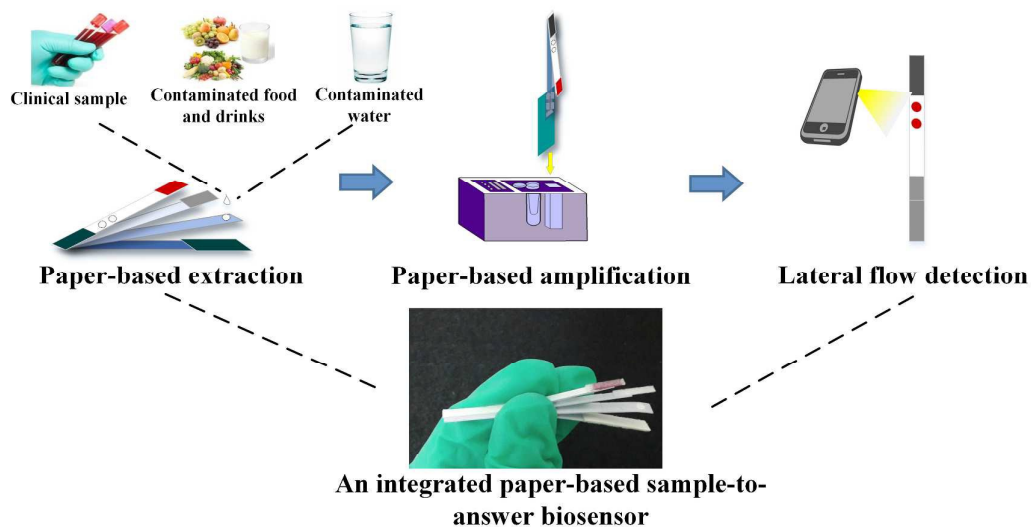 Clinical sample
Contaminated food
and drinks
Contaminated
water
Paper-based extraction
Paper-based amplification
Lateral flow detection
An integrated paper-based sample-to-
answer biosensor